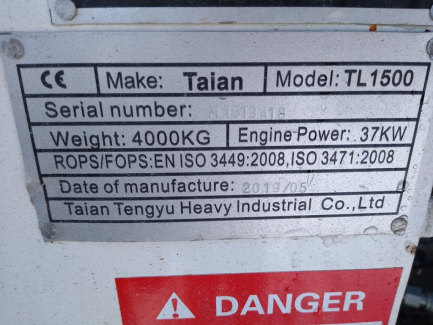 CE Make: Taian Model: TL1500
Serial number:
Weight: 4000KG Engine Power: 37KW
ROPS/FOPS:EN ISO 3449:2008,ISO 3471:2008
Date of manufacture: 2019/05
Taian Tengyu Heavy Industrial Co.,Ltd
DANGER